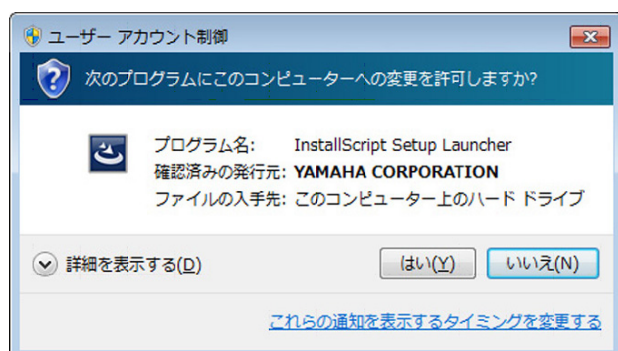 ユーザー アカウント制御
次のプログラムにこのコンピューターへの変更を許可しますか?
プログラム名: InstallScript Setup Launcher
確認済みの発行元: YAMAHA CORPORATION
ファイルの入手先: このコンピューター上のハード ドライブ
詳細を表示する(D) はい(Y) いいえ(N)
これらの通知を表示するタイミングを変更する